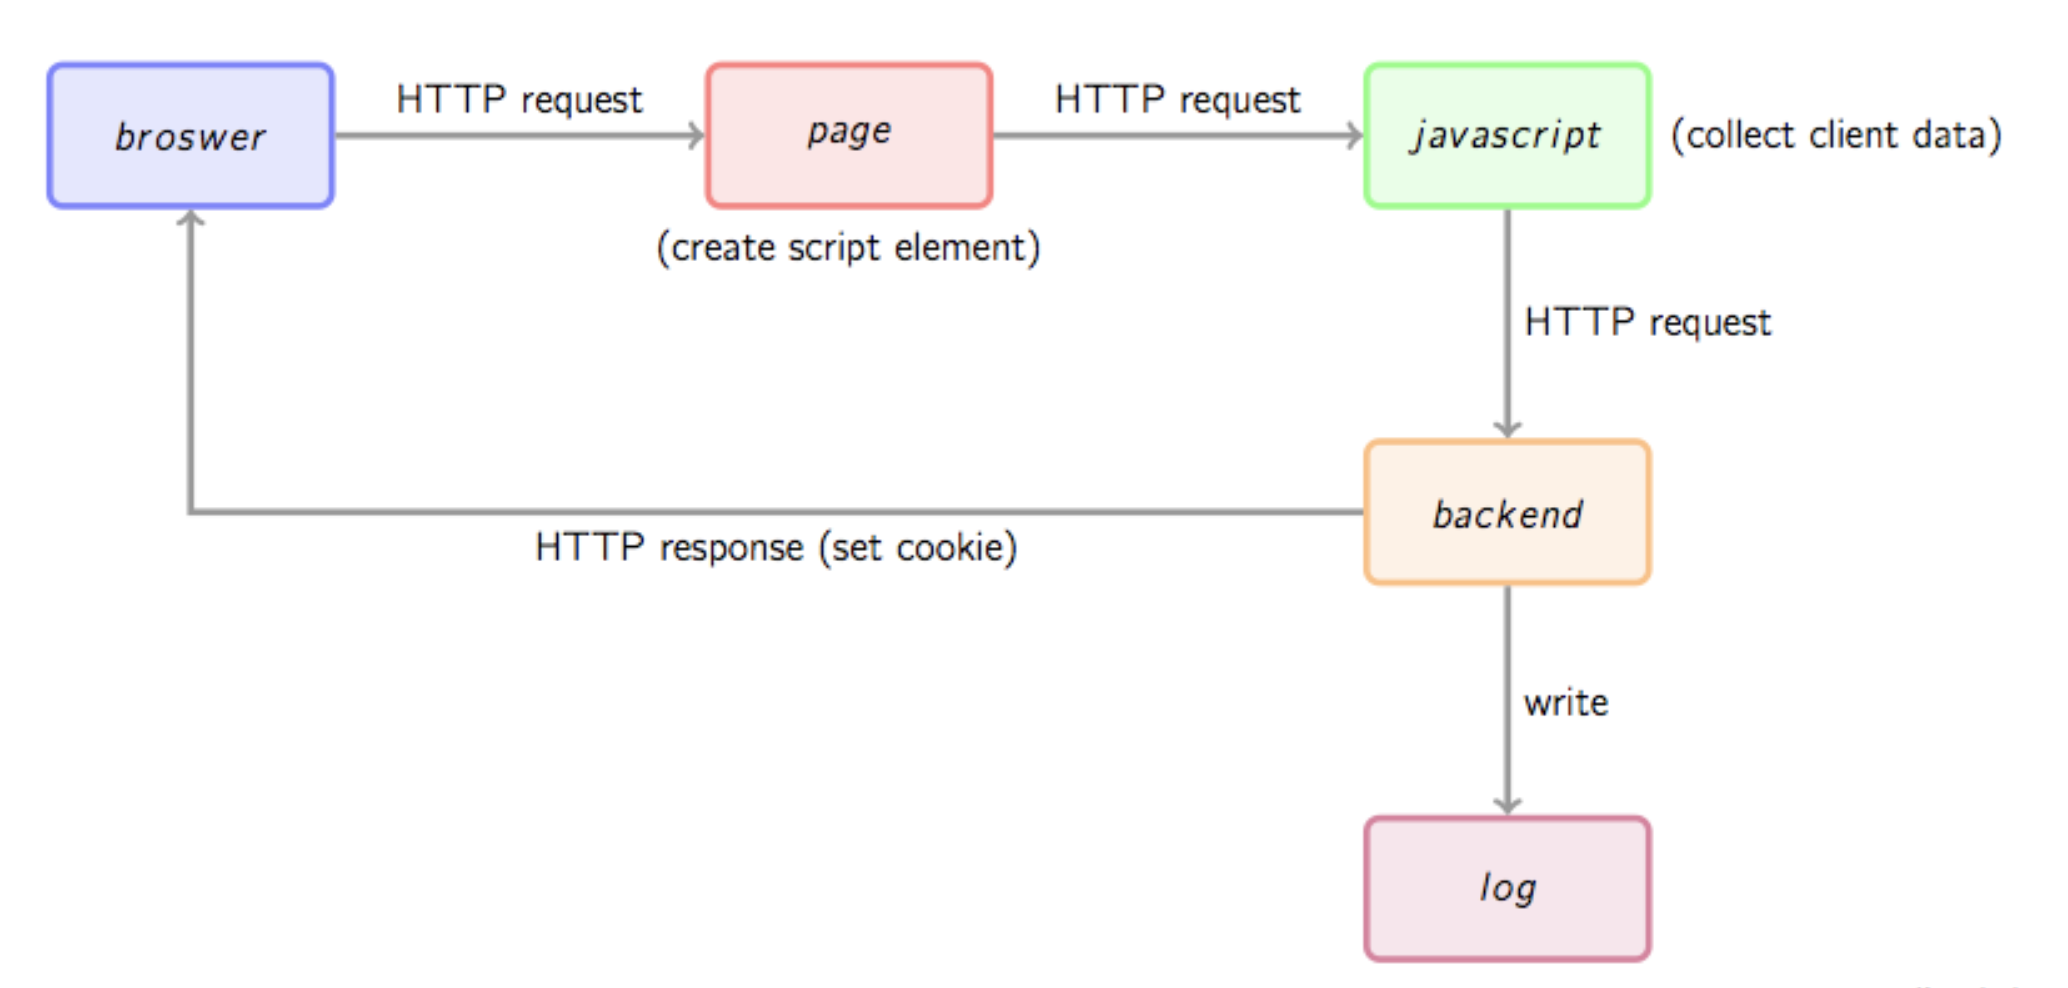 HTTP request
HTTP request
broswer
page
javascript
(collect client data)
(create script element)
HTTP request
backend
HTTP response (set cookie)
write
log